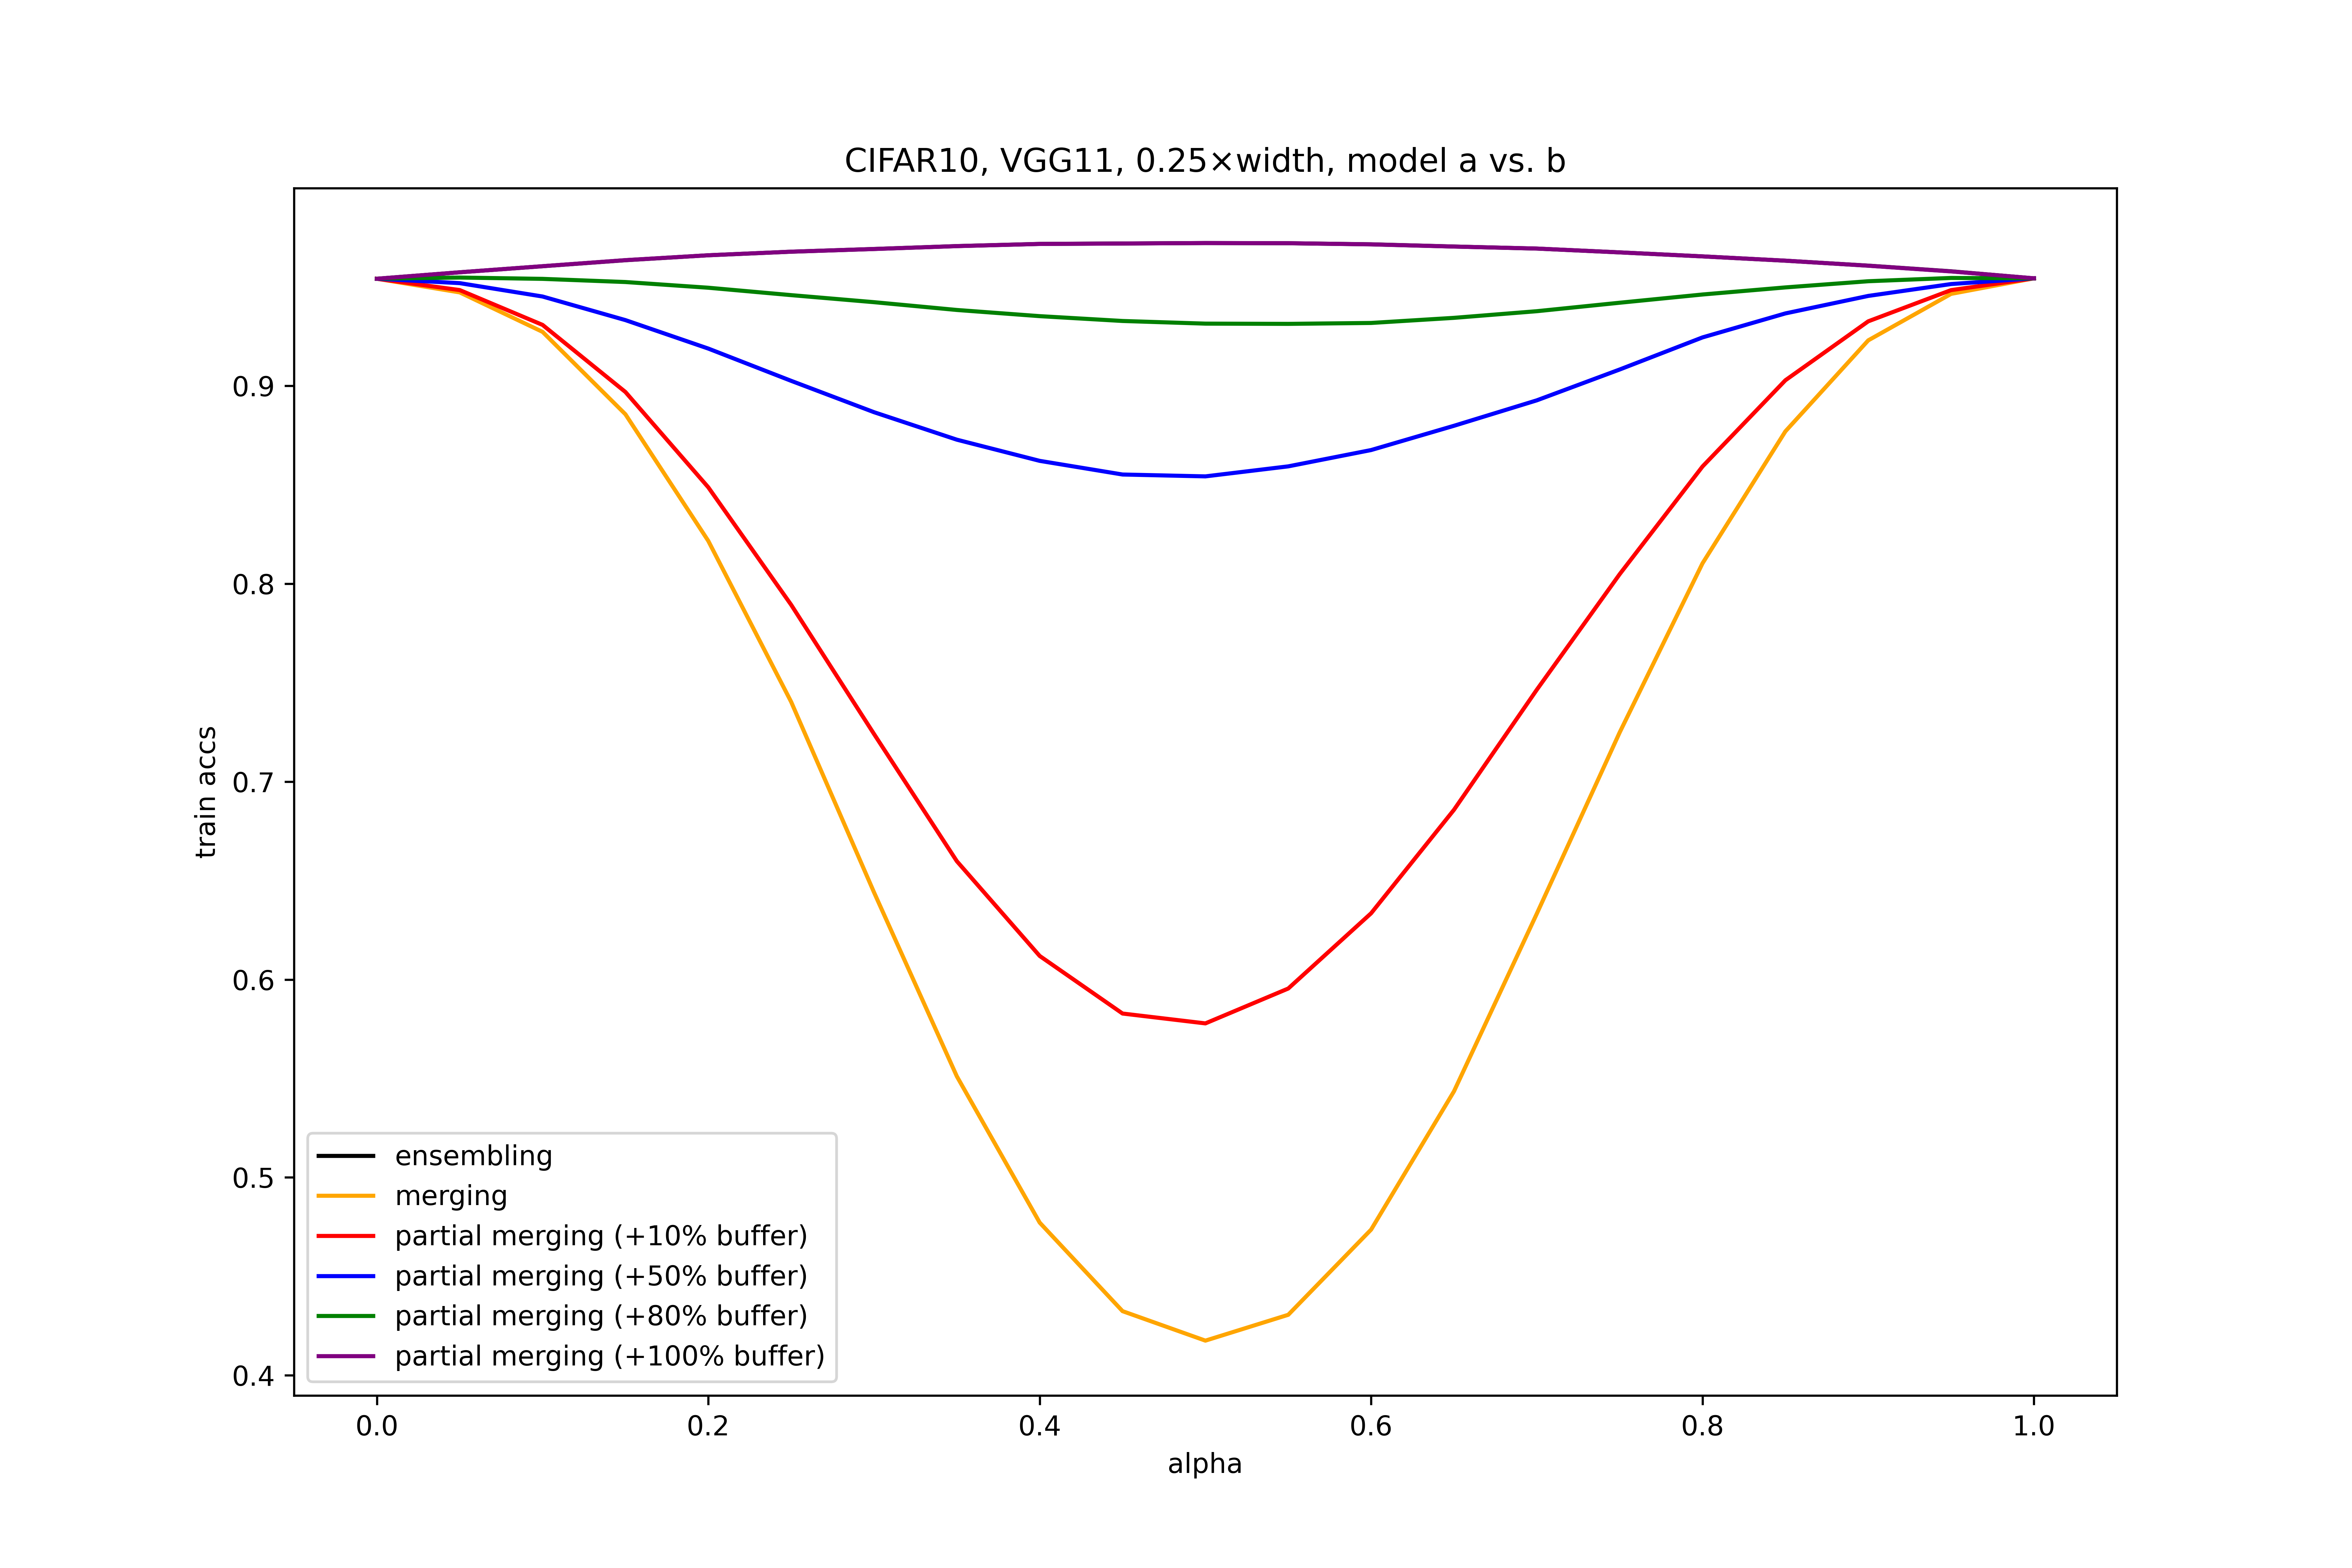 CIFAR10, VGG11, 0.25×width, model a vs. b
train accs
0.9
0.8
0.7
0.6
0.5
0.4
ensembling
merging
partial merging (+10% buffer)
partial merging (+50% buffer)
partial merging (+80% buffer)
partial merging (+100% buffer)
0.0 0.2 0.4 0.6 0.8 1.0
alpha